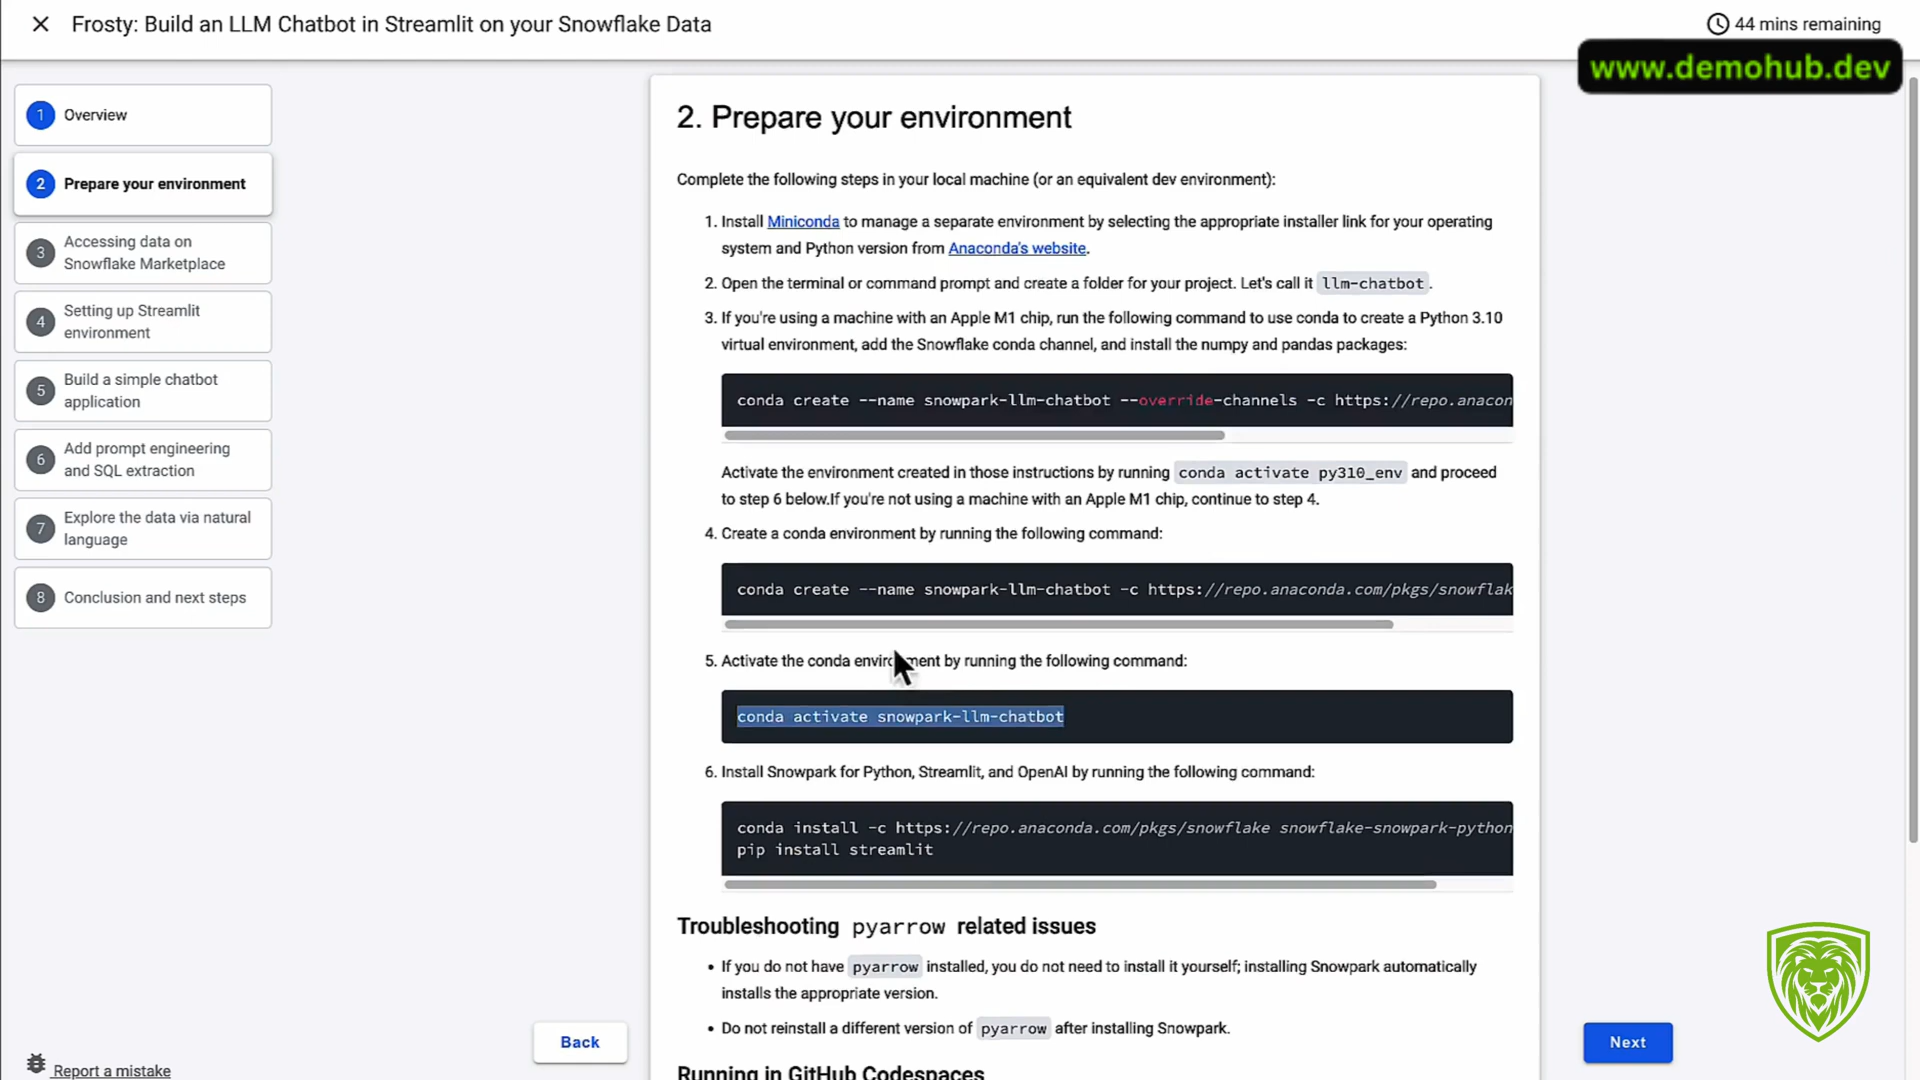 Frosty: Build an LLM Chatbot in Streamlit on your Snowflake Data
44 mins remaining
www.demohub.dev
1 Overview
2 Prepare your environment
3 Accessing data on
Snowflake Marketplace
4 Setting up Streamlit
environment
5 Build a simple chatbot
application
6 Add prompt engineering
and SQL extraction
7 Explore the data via natural
language
8 Conclusion and next steps
Report a mistake
2. Prepare your environment
Complete the following steps in your local machine (or an equivalent dev environment):
1. Install Miniconda to manage a separate environment by selecting the appropriate installer link for your operating
system and Python version from Anaconda's website.
2. Open the terminal or command prompt and create a folder for your project. Let's call it llm-chatbot.
3. If you're using a machine with an Apple M1 chip, run the following command to use conda to create a Python 3.10
virtual environment, add the Snowflake conda channel, and install the numpy and pandas packages:
conda create --name snowpark-llm-chatbot --override-channels -c https://repo.anacon
Activate the environment created in those instructions by running conda activate py310_env and proceed
to step 6 below.If you're not using a machine with an Apple M1 chip, continue to step 4.
4. Create a conda environment by running the following command:
conda create --name snowpark-llm-chatbot -c https://repo.anaconda.com/pkgs/snowflak
5. Activate the conda environment by running the following command:
conda activate snowpark-llm-chatbot
6. Install Snowpark for Python, Streamlit, and OpenAI by running the following command:
conda install -c https://repo.anaconda.com/pkgs/snowflake snowflake-snowpark-python
pip install streamlit
Troubleshooting pyarrow related issues
• If you do not have pyarrow installed, you do not need to install it yourself; installing Snowpark automatically
installs the appropriate version.
• Do not reinstall a different version of pyarrow after installing Snowpark.
Running in GitHub Codespaces
Back
Next